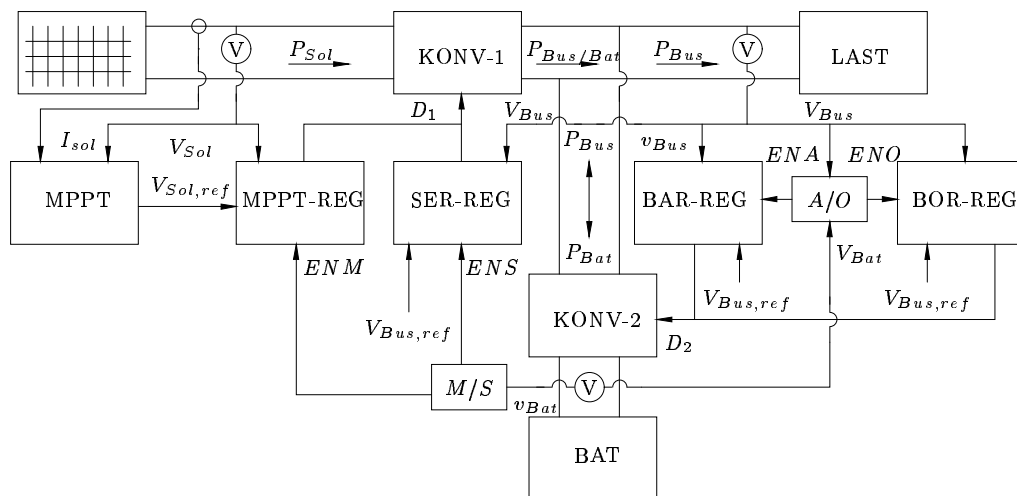 V
P_Sol
KONV-1
P_Bus/Bat
P_Bus
V
LAST
D_1
V_Bus
V_Bus
I_sol
V_Sol
P_Bus
v_Bus
ENA
ENO
MPPT
V_Sol,ref
MPPT-REG
SER-REG
BAR-REG
A/O
BOR-REG
ENM
ENS
P_Bat
V_Bat
V_Bus,ref
V_Bus,ref
V_Bus,ref
KONV-2
D_2
M/S
V
v_Bat
BAT